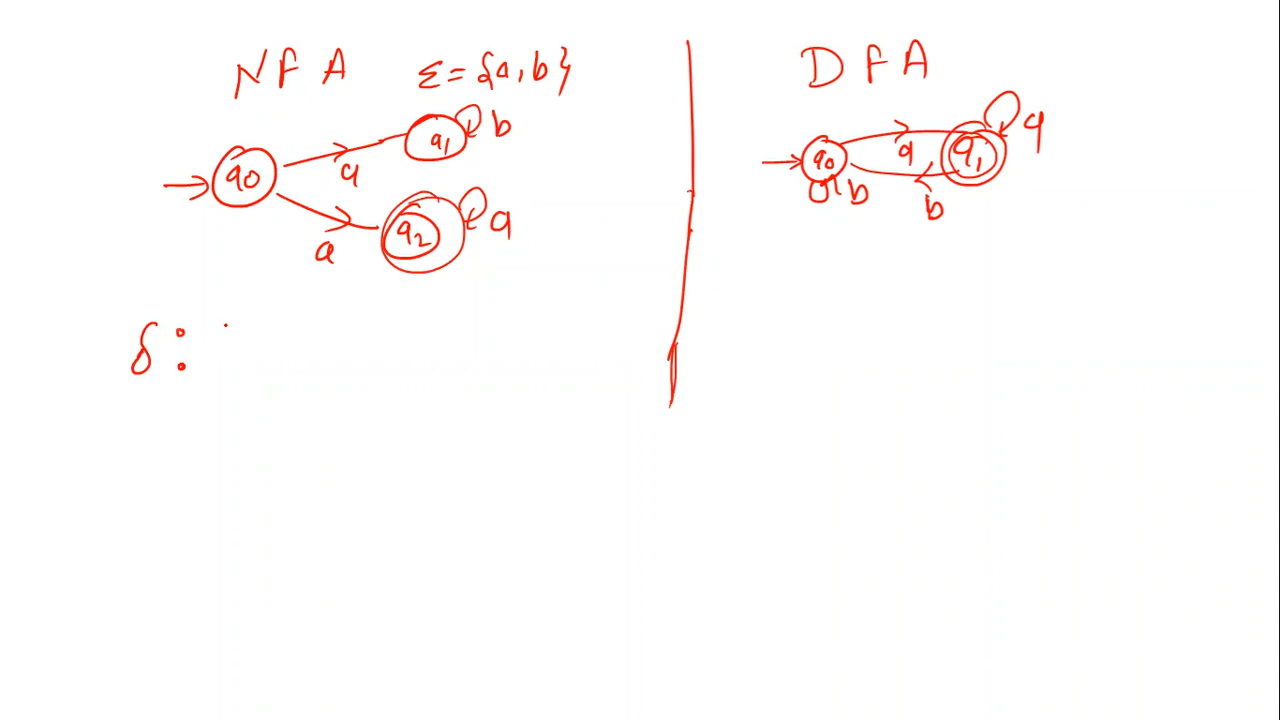 NFA Σ={a,b}
DFA
q0 a q1 b
a q2 a
q0 b a q1 a
b
δ: